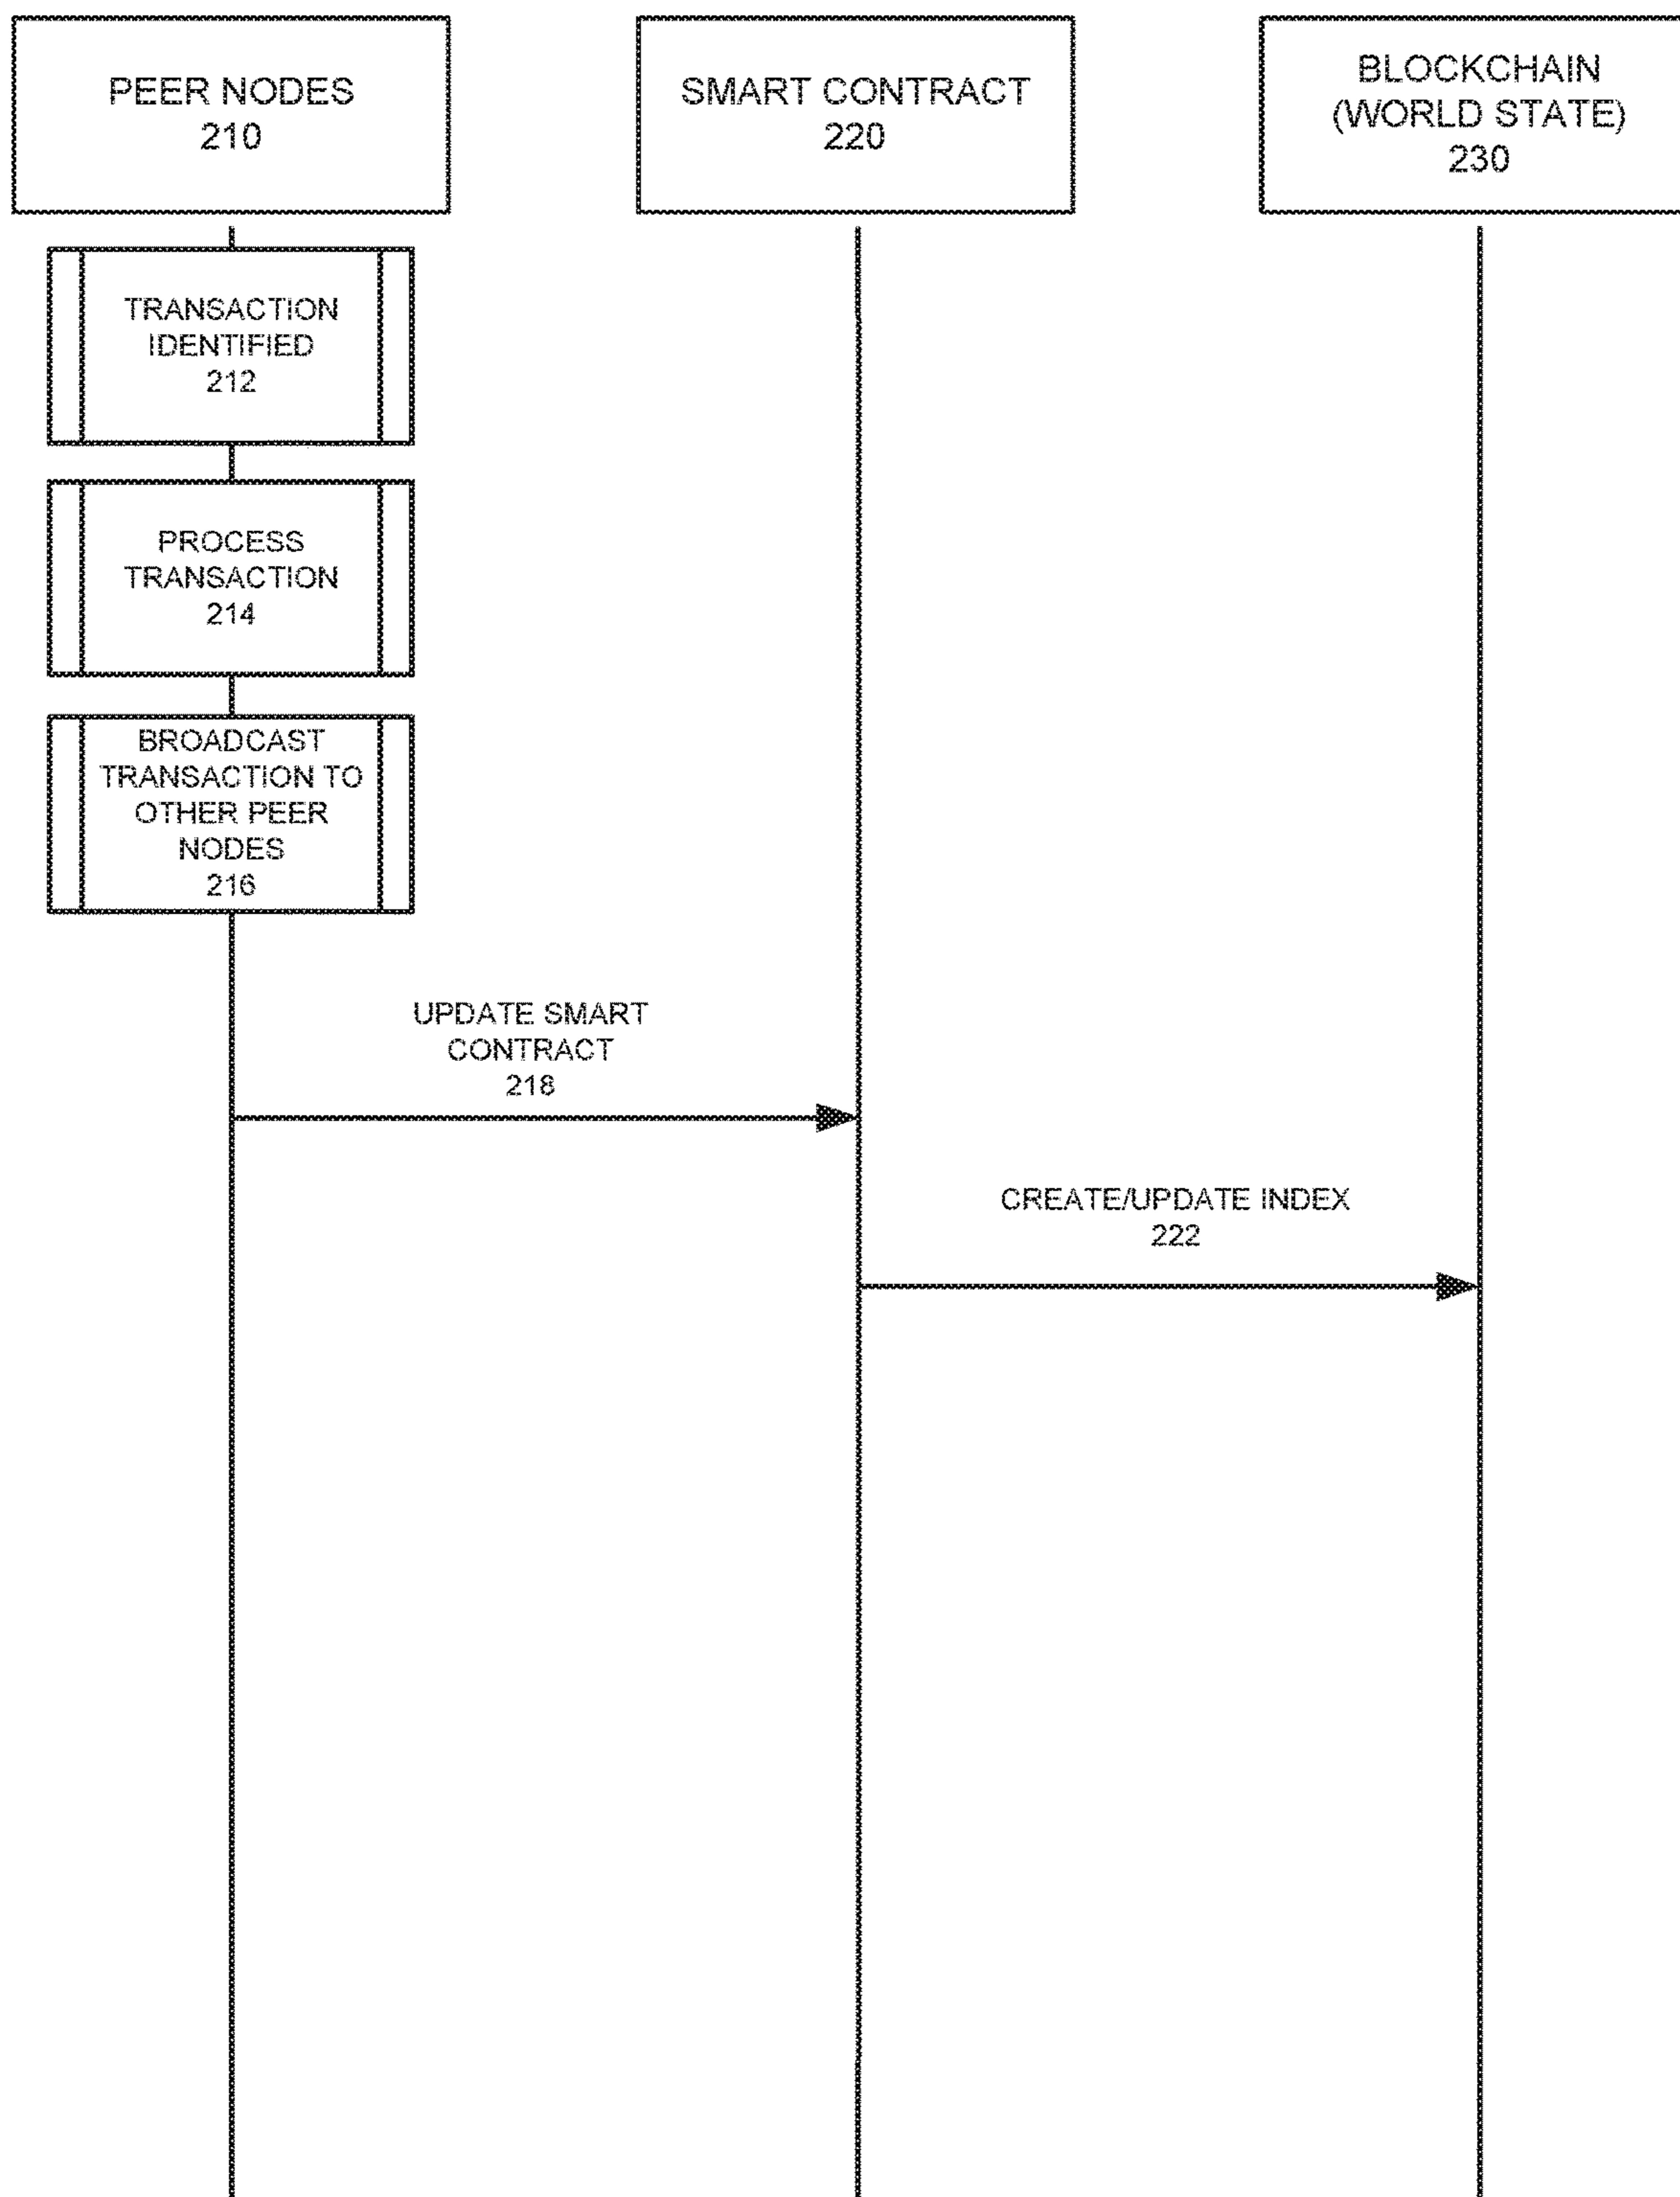 PEER NODES
210
SMART CONTRACT
220
BLOCKCHAIN
(WORLD STATE)
230
TRANSACTION
IDENTIFIED
212
PROCESS
TRANSACTION
214
BROADCAST
TRANSACTION TO
OTHER PEER
NODES
216
UPDATE SMART
CONTRACT
218
CREATE/UPDATE INDEX
222